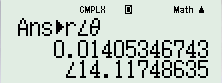 CMPLX D Math ▲
Ans▶r∠θ
0.01405346743
∠14.11748635